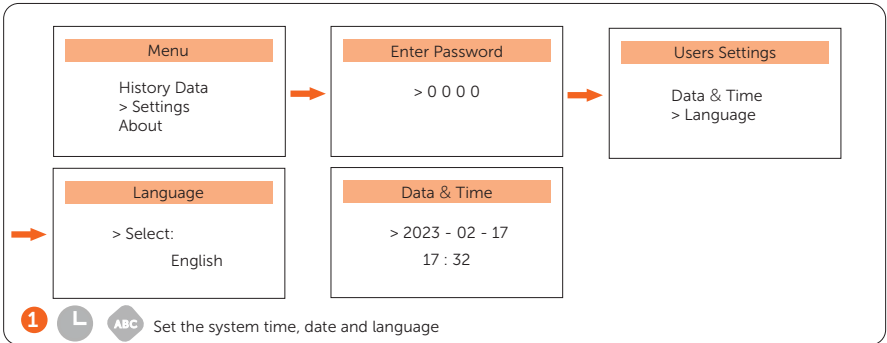 Menu
History Data
> Settings
About
Enter Password
> 0 0 0 0
Users Settings
Data & Time
> Language
Language
> Select:
English
Data & Time
> 2023 - 02 - 17
17 : 32
1 ABC Set the system time, date and language